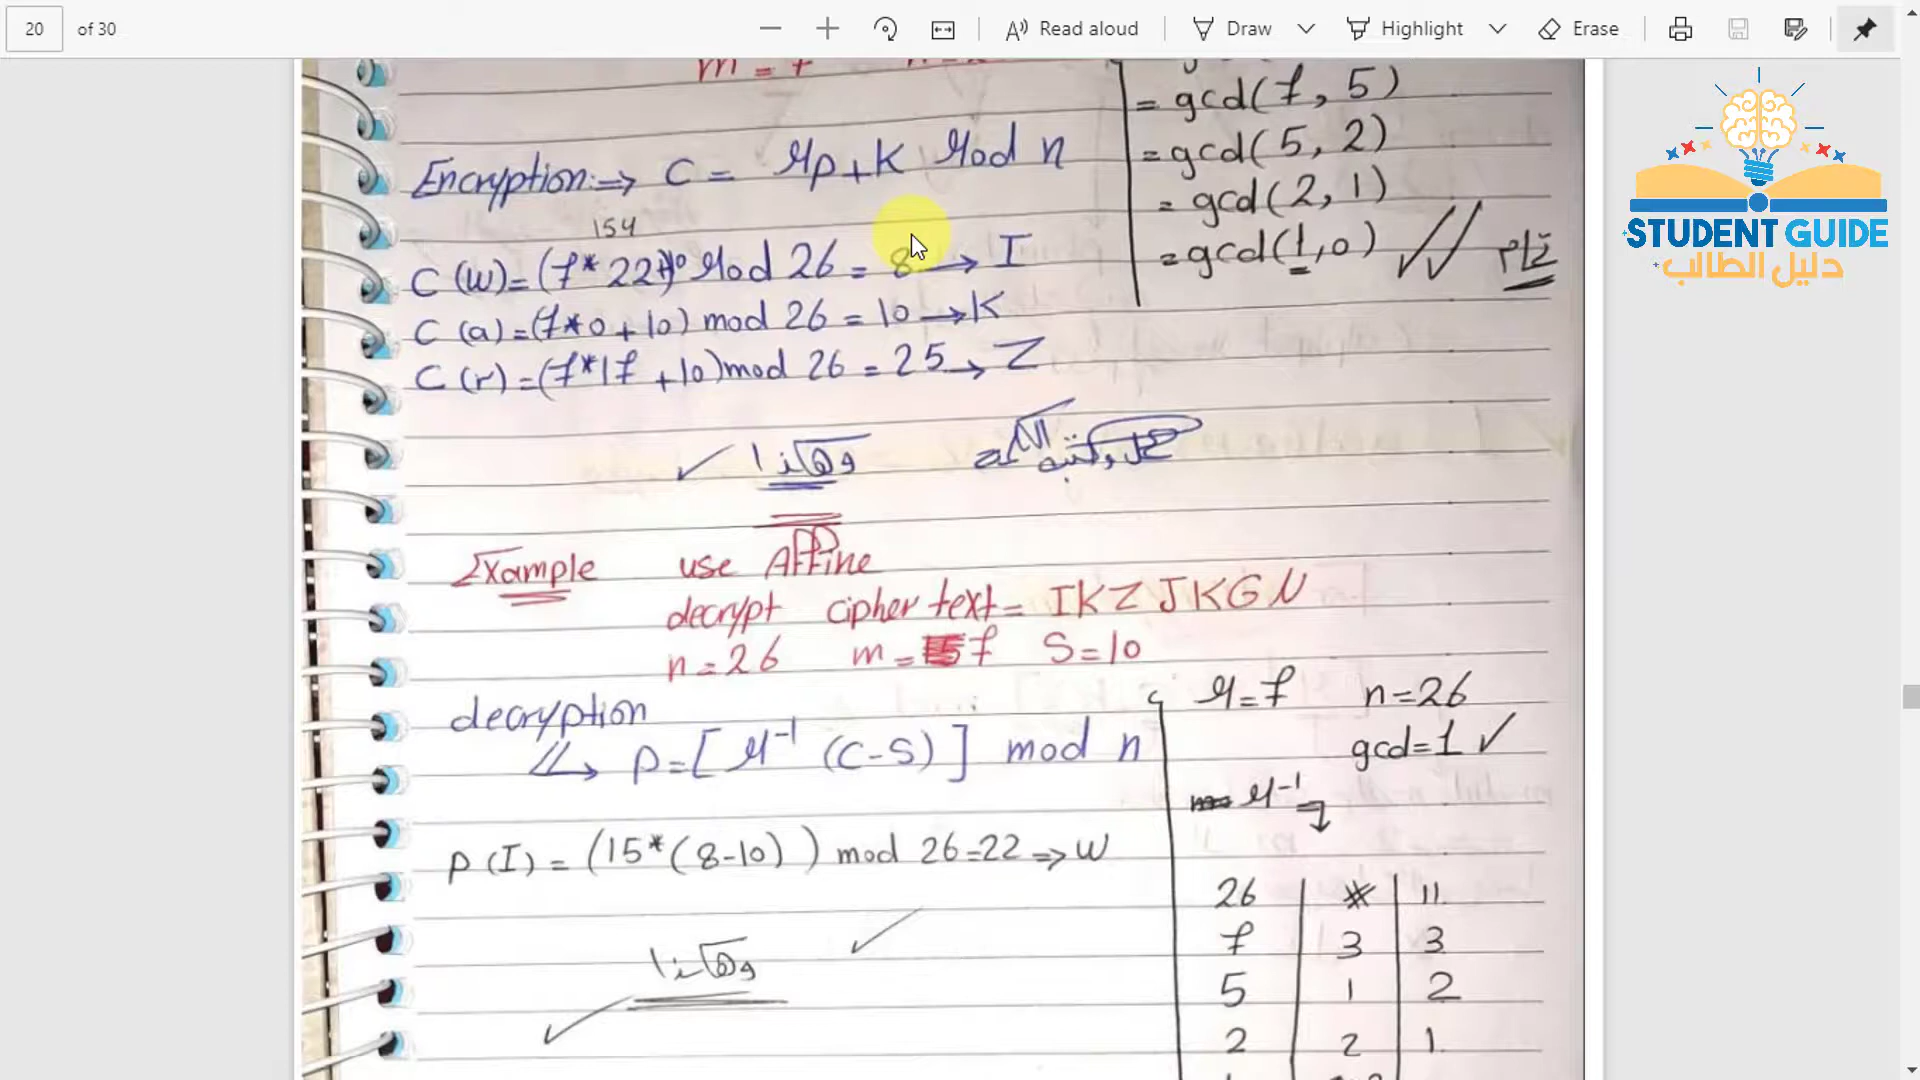 20 of 30
Read aloud
Draw
Highlight
Erase
= gcd(7, 5)
= gcd(5, 2)
= gcd(2, 1)
= gcd(1, 0)
تمام
Encryption :→ C = Mp+K Mod n
154
C (w)=(7* 22)+10 Mod 26 = 8 → I
C (a)=(7*0 +10) mod 26 = 10 → K
C (r)=(7*17 +10) mod 26 = 25 → Z
وهكذا
Example use Affine
decrypt cipher text = IKZJKGN
n=26 m=7 S=10
decryption
P=[M⁻¹ (C-S)] mod n
P(I) = (15*(8-10)) mod 26=22 ⇒ W
وهكذا
M=7 n=26
gcd=1 ✓
M⁻¹
26 * 11
7 3 3
5 1 2
2 2 1
STUDENT GUIDE
دليل الطالب